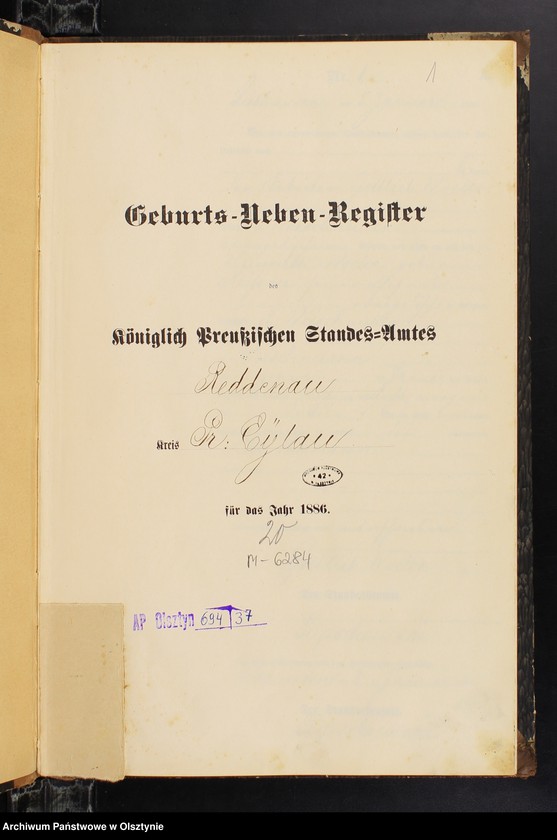 1
Geburts-Neben-Register
des
Königlich Preußischen Standes-Amtes
Reddenau
Kreis Pr: Eylau
42
für das Jahr 1886.
20
M-6284
AP Olsztyn 694 37
Archiwum Państwowe w Olsztynie